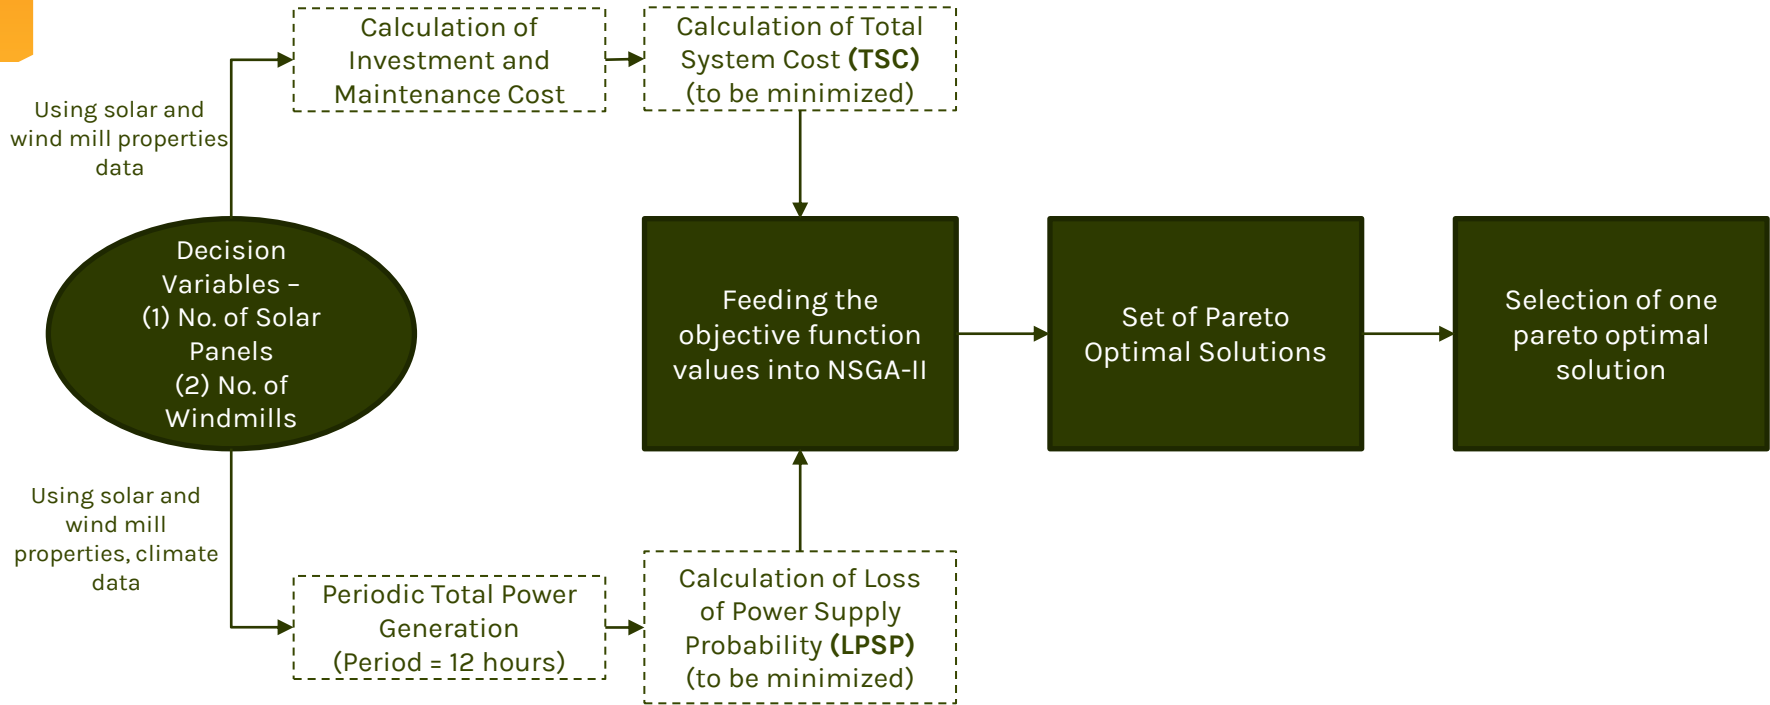 Calculation of
Investment and
Maintenance Cost
Calculation of Total
System Cost (TSC)
(to be minimized)
Using solar and
wind mill properties
data
Decision
Variables –
(1) No. of Solar
Panels
(2) No. of
Windmills
Feeding the
objective function
values into NSGA-II
Set of Pareto
Optimal Solutions
Selection of one
pareto optimal
solution
Using solar and
wind mill
properties, climate
data
Periodic Total Power
Generation
(Period = 12 hours)
Calculation of Loss
of Power Supply
Probability (LPSP)
(to be minimized)